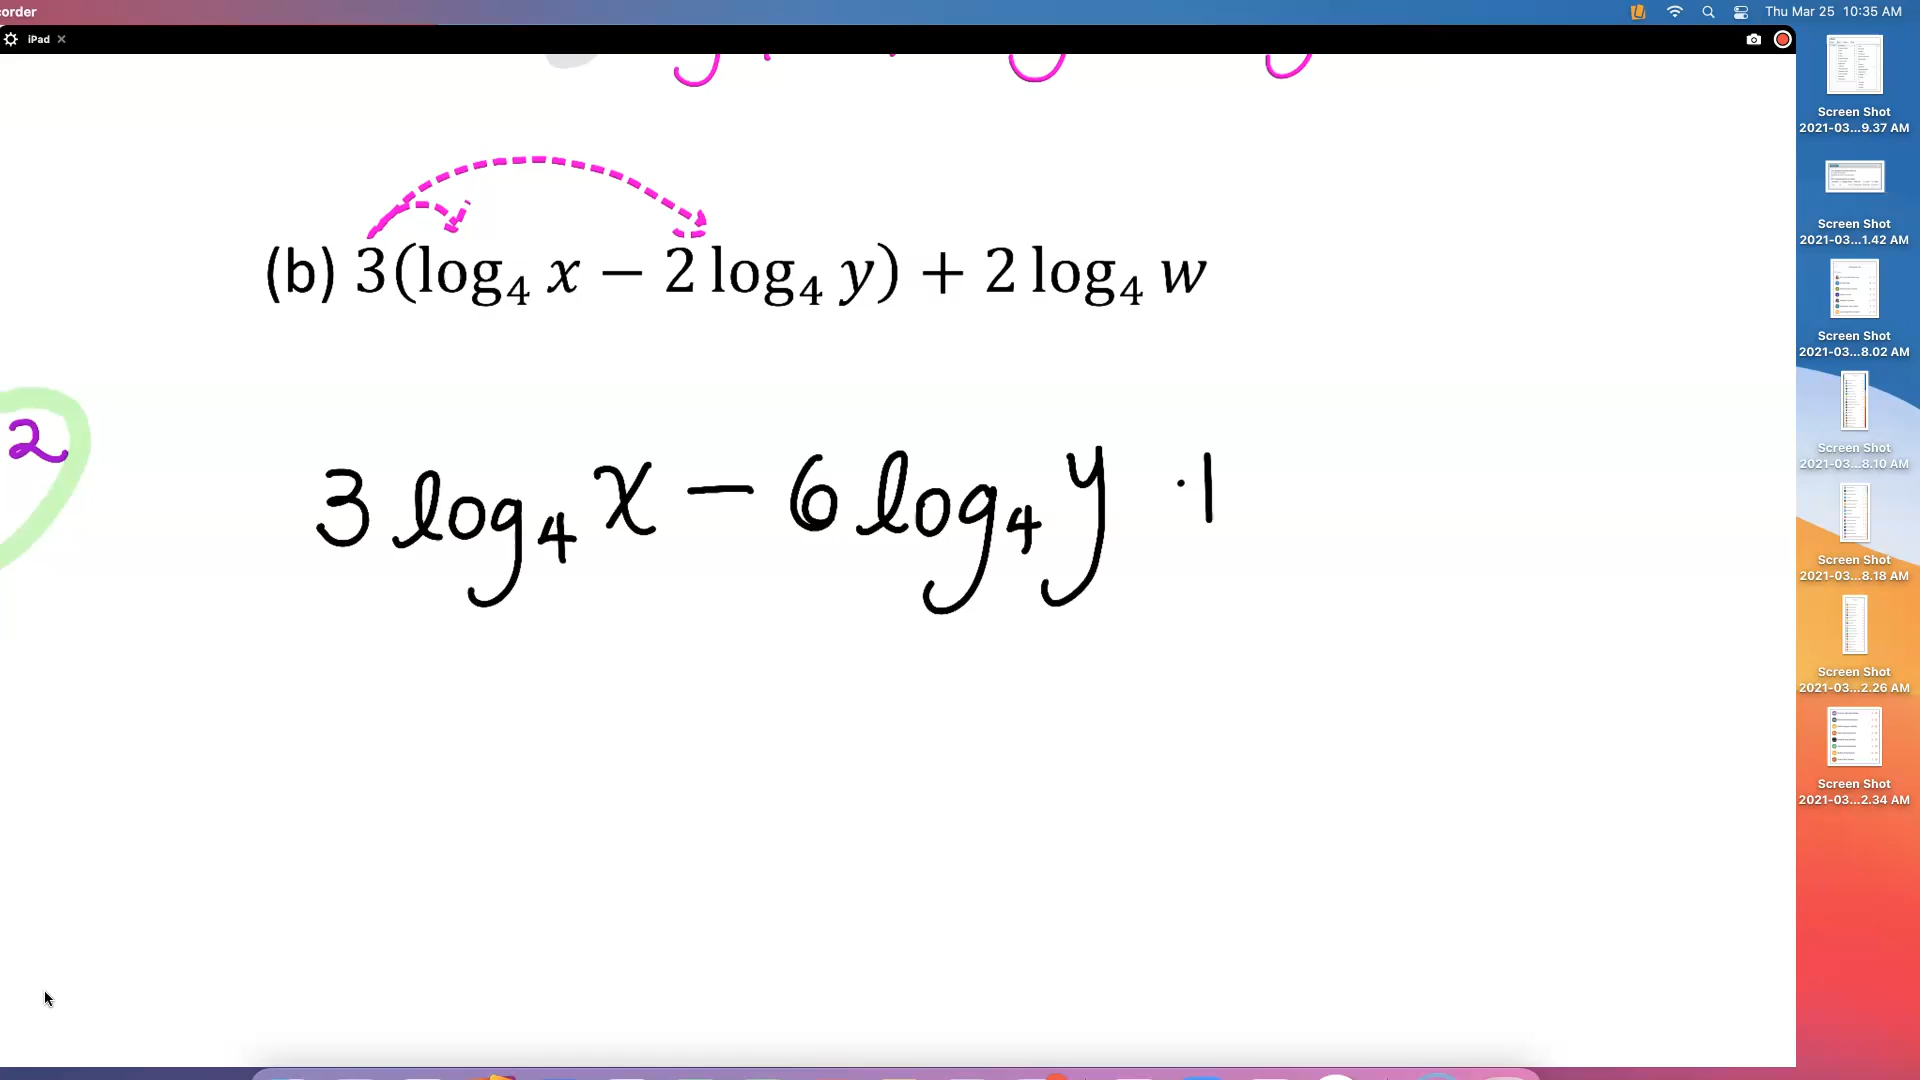 corder
Thu Mar 25 10:35 AM
iPad
(b) 3(log₄ x − 2 log₄ y) + 2 log₄ w
2
3 log₄ x − 6 log₄ y · 1
Screen Shot
2021-03...9.37 AM
Screen Shot
2021-03...1.42 AM
Screen Shot
2021-03...8.02 AM
Screen Shot
2021-03...8.10 AM
Screen Shot
2021-03...8.18 AM
Screen Shot
2021-03...2.26 AM
Screen Shot
2021-03...2.34 AM